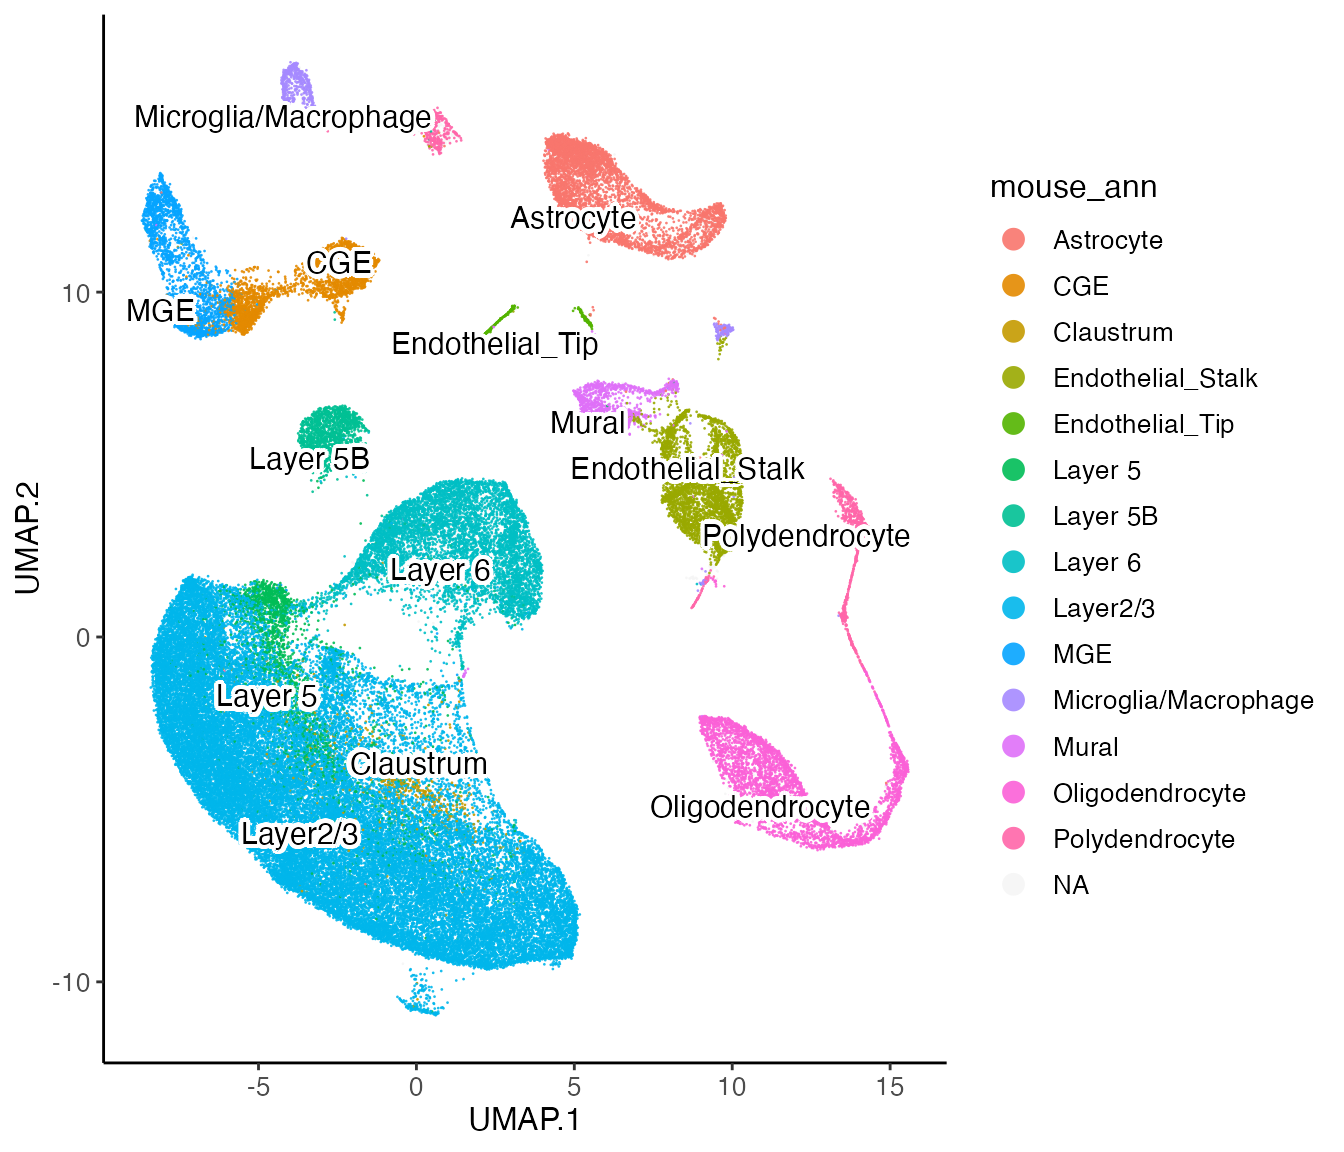 Microglia/Macrophage
Astrocyte
CGE
MGE
Endothelial_Tip
Mural
Layer 5B
Endothelial_Stalk
Polydendrocyte
Layer 6
Layer 5
Claustrum
Oligodendrocyte
Layer2/3
10
0
-10
UMAP.2
-5
0
5
10
15
UMAP.1
mouse_ann
Astrocyte
CGE
Claustrum
Endothelial_Stalk
Endothelial_Tip
Layer 5
Layer 5B
Layer 6
Layer2/3
MGE
Microglia/Macrophage
Mural
Oligodendrocyte
Polydendrocyte
NA